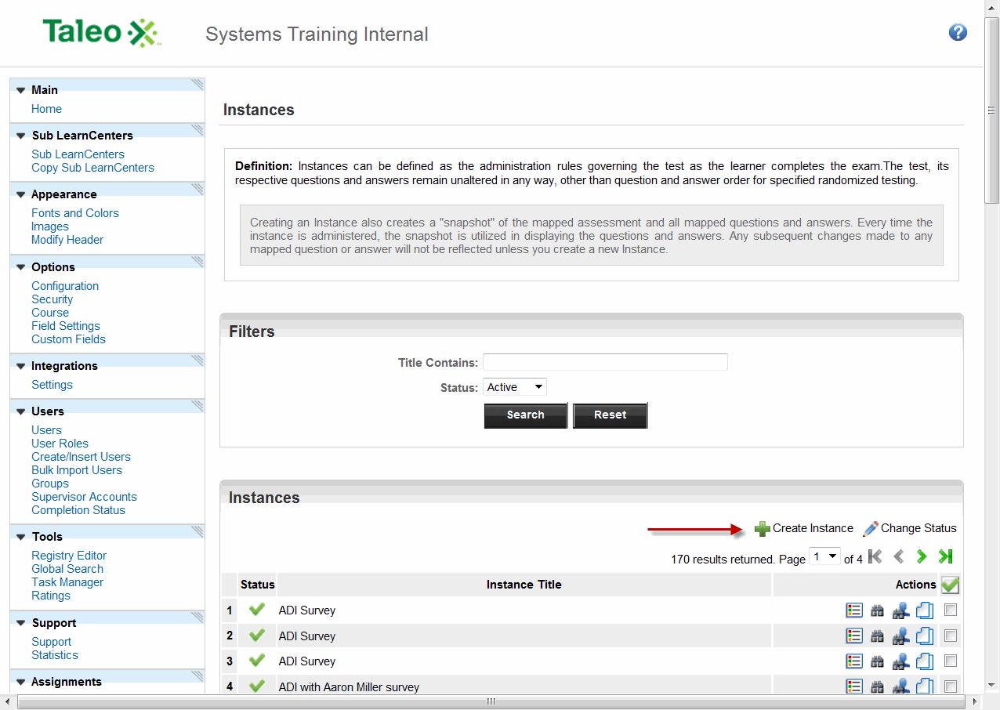 Taleo
Systems Training Internal
Main
Home
Sub LearnCenters
Sub LearnCenters
Copy Sub LearnCenters
Appearance
Fonts and Colors
Images
Modify Header
Options
Configuration
Security
Course
Field Settings
Custom Fields
Integrations
Settings
Users
Users
User Roles
Create/Insert Users
Bulk Import Users
Groups
Supervisor Accounts
Completion Status
Tools
Registry Editor
Global Search
Task Manager
Ratings
Support
Support
Statistics
Assignments
Instances
Definition: Instances can be defined as the administration rules governing the test as the learner completes the exam.The test, its
respective questions and answers remain unaltered in any way, other than question and answer order for specified randomized testing.
Creating an Instance also creates a "snapshot" of the mapped assessment and all mapped questions and answers. Every time the
instance is administered, the snapshot is utilized in displaying the questions and answers. Any subsequent changes made to any
mapped question or answer will not be reflected unless you create a new Instance.
Filters
Title Contains:
Status: Active
Search Reset
Instances
Create Instance Change Status
170 results returned. Page 1 of 4
Status Instance Title Actions
1 ADI Survey
2 ADI Survey
3 ADI Survey
4 ADI with Aaron Miller survey